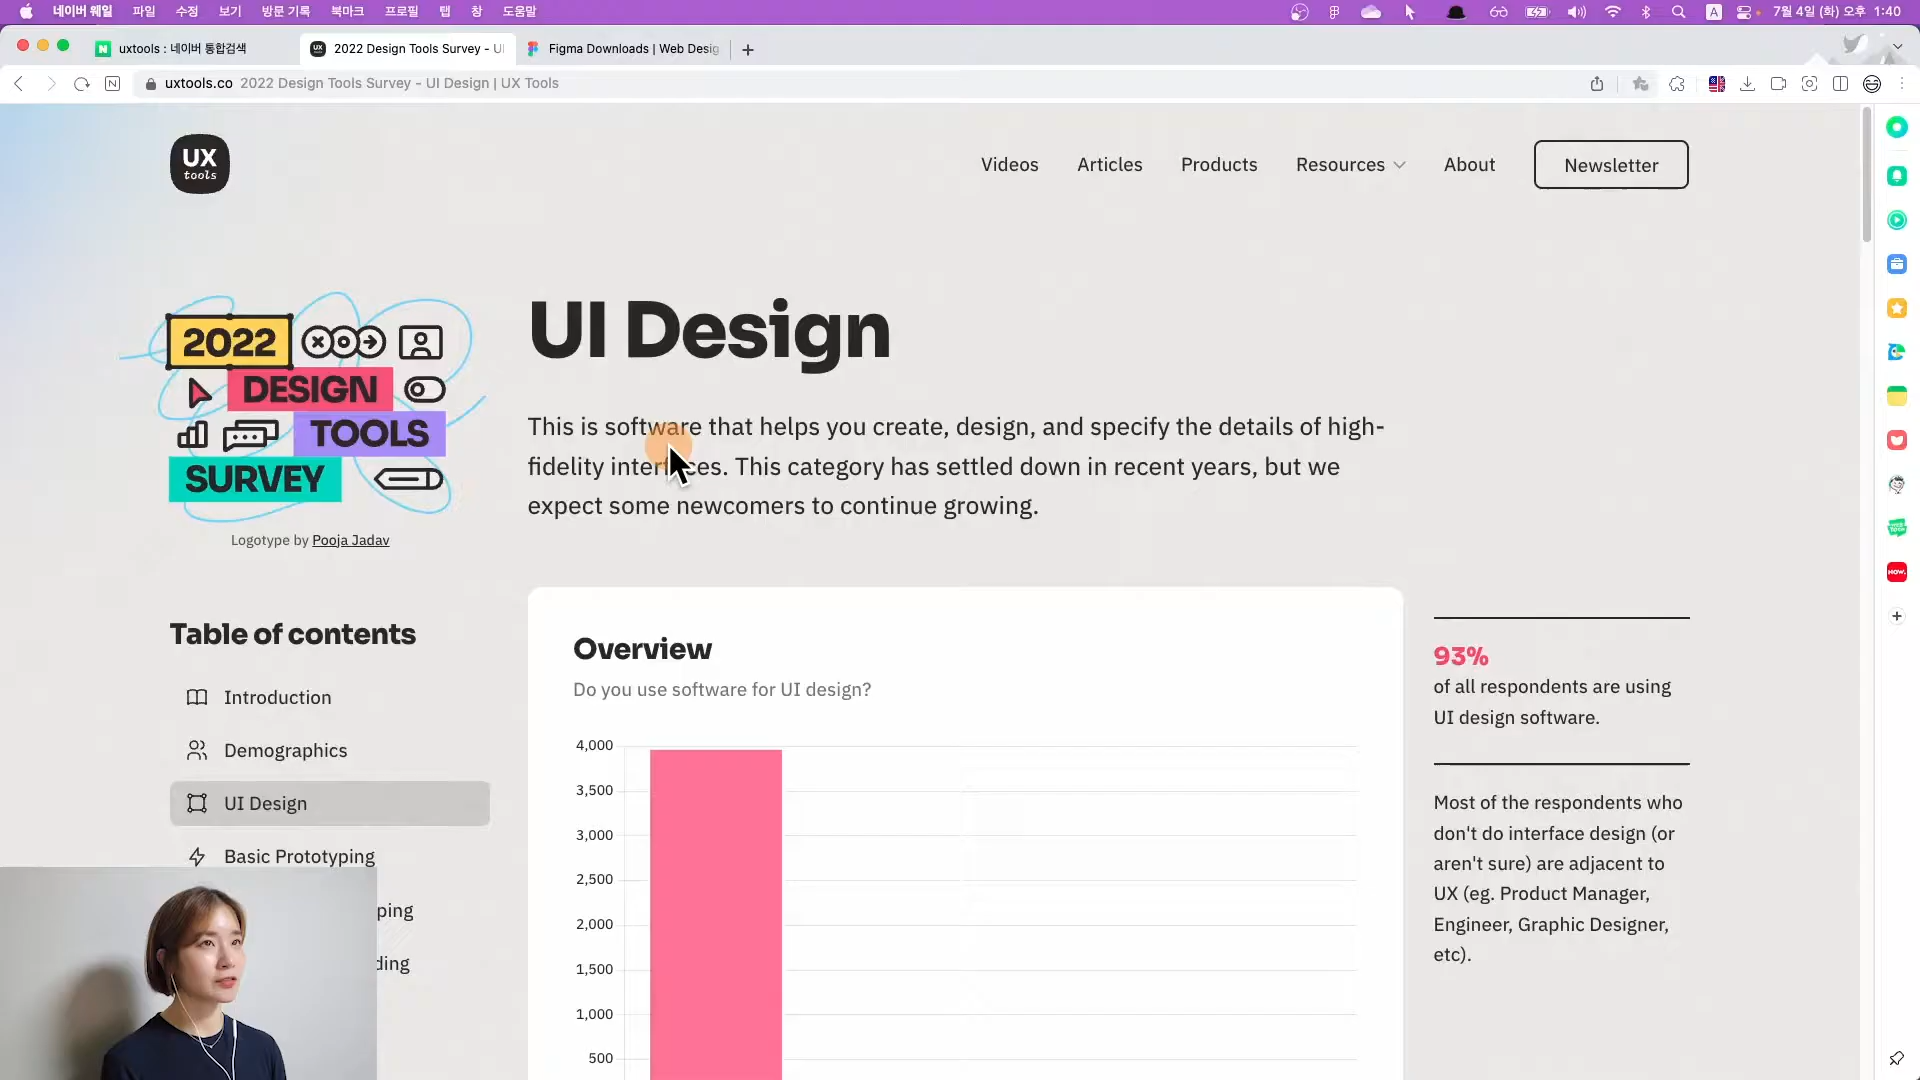 네이버 웨일 파일 수정 보기 방문 기록 북마크 프로필 탭 창 도움말
A 7월 4일 (화) 오후 1:40
N uxtools : 네이버 통합검색
UX 2022 Design Tools Survey - UI
Figma Downloads | Web Desig
N uxtools.co 2022 Design Tools Survey – UI Design | UX Tools
UX
tools
Videos Articles Products Resources About Newsletter
2022
DESIGN
TOOLS
SURVEY
Logotype by Pooja Jadav
UI Design
This is software that helps you create, design, and specify the details of high-
fidelity interfaces. This category has settled down in recent years, but we
expect some newcomers to continue growing.
Table of contents
Introduction
Demographics
UI Design
Basic Prototyping
ping
ding
Overview
Do you use software for UI design?
4,000
3,500
3,000
2,500
2,000
1,500
1,000
500
93%
of all respondents are using
UI design software.
Most of the respondents who
don't do interface design (or
aren't sure) are adjacent to
UX (eg. Product Manager,
Engineer, Graphic Designer,
etc).
NOW.